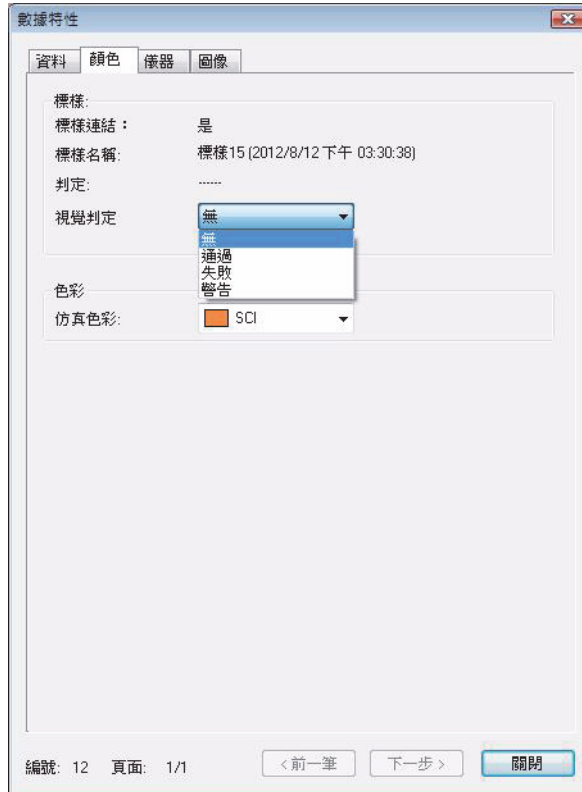 數據特性
資料 顏色 儀器 圖像
標樣:
標樣連結： 是
標樣名稱: 標樣15 (2012/8/12 下午 03:30:38)
判定: ------
視覺判定 無
無
通過
失敗
警告
色彩
仿真色彩: SCI
編號: 12 頁面: 1/1 <前一筆 下一步> 關閉